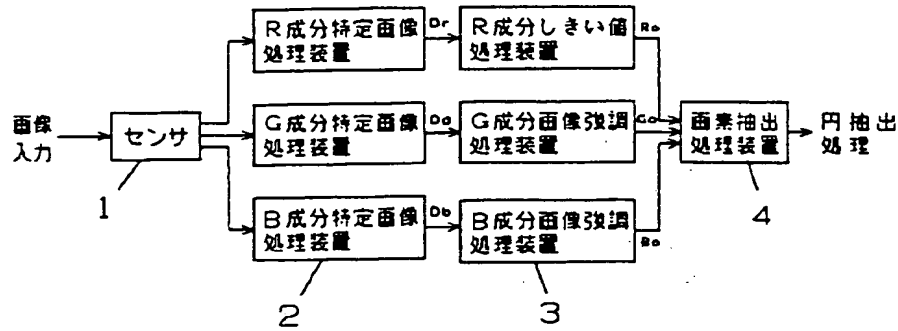 画像
入力
センサ
1
R成分特定画像
処理装置
Dr
R成分しきい値
処理装置
Ro
G成分特定画像
処理装置
Dg
G成分画像強調
処理装置
Go
B成分特定画像
処理装置
Db
B成分画像強調
処理装置
Bo
2
3
画素抽出
処理装置
4
円抽出
処理